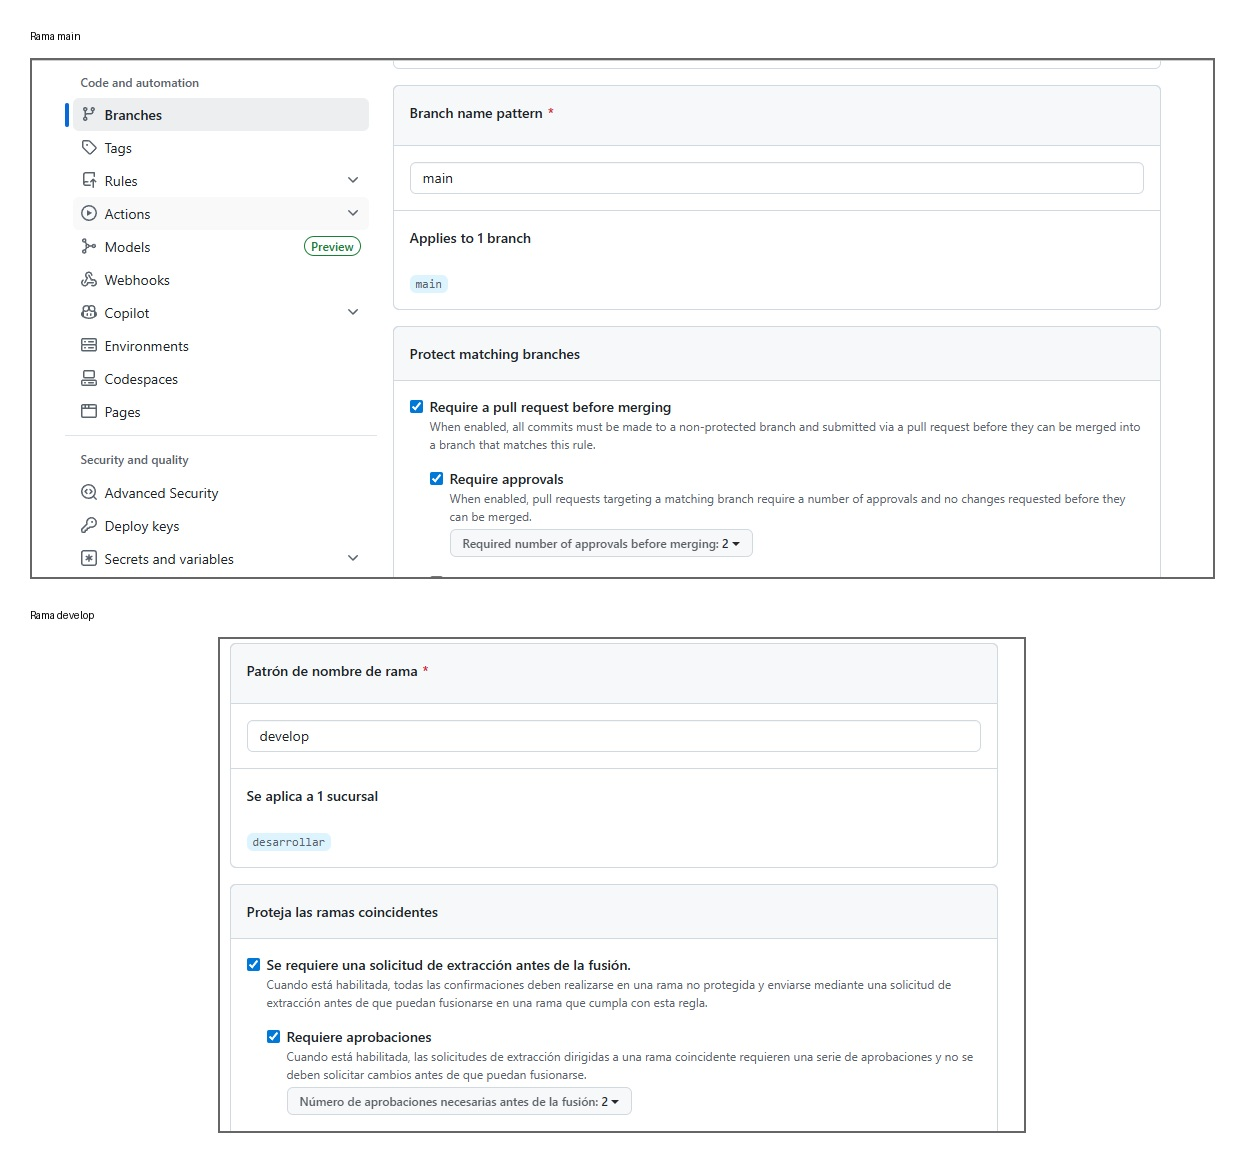 Rama main
Code and automation
Branches
Tags
Rules
Actions
Models
Preview
Webhooks
Copilot
Environments
Codespaces
Pages
Security and quality
Advanced Security
Deploy keys
Secrets and variables
Branch name pattern *
main
Applies to 1 branch
main
Protect matching branches
Require a pull request before merging
When enabled, all commits must be made to a non-protected branch and submitted via a pull request before they can be merged into
a branch that matches this rule.
Require approvals
When enabled, pull requests targeting a matching branch require a number of approvals and no changes requested before they
can be merged.
Required number of approvals before merging: 2
Rama develop
Patrón de nombre de rama *
develop
Se aplica a 1 sucursal
desarrollar
Proteja las ramas coincidentes
Se requiere una solicitud de extracción antes de la fusión.
Cuando está habilitada, todas las confirmaciones deben realizarse en una rama no protegida y enviarse mediante una solicitud de
extracción antes de que puedan fusionarse en una rama que cumpla con esta regla.
Requiere aprobaciones
Cuando está habilitada, las solicitudes de extracción dirigidas a una rama coincidente requieren una serie de aprobaciones y no se
deben solicitar cambios antes de que puedan fusionarse.
Número de aprobaciones necesarias antes de la fusión: 2